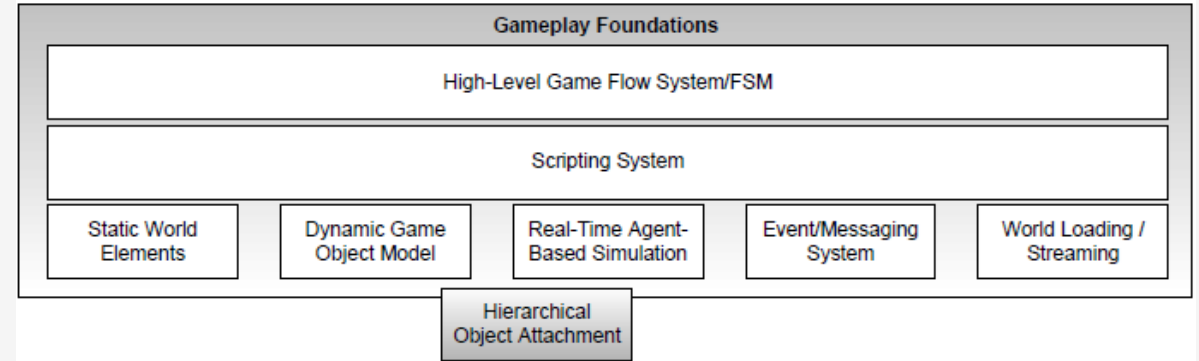 Gameplay Foundations
High-Level Game Flow System/FSM
Scripting System
Static World
Elements
Dynamic Game
Object Model
Real-Time Agent-
Based Simulation
Event/Messaging
System
World Loading /
Streaming
Hierarchical
Object Attachment